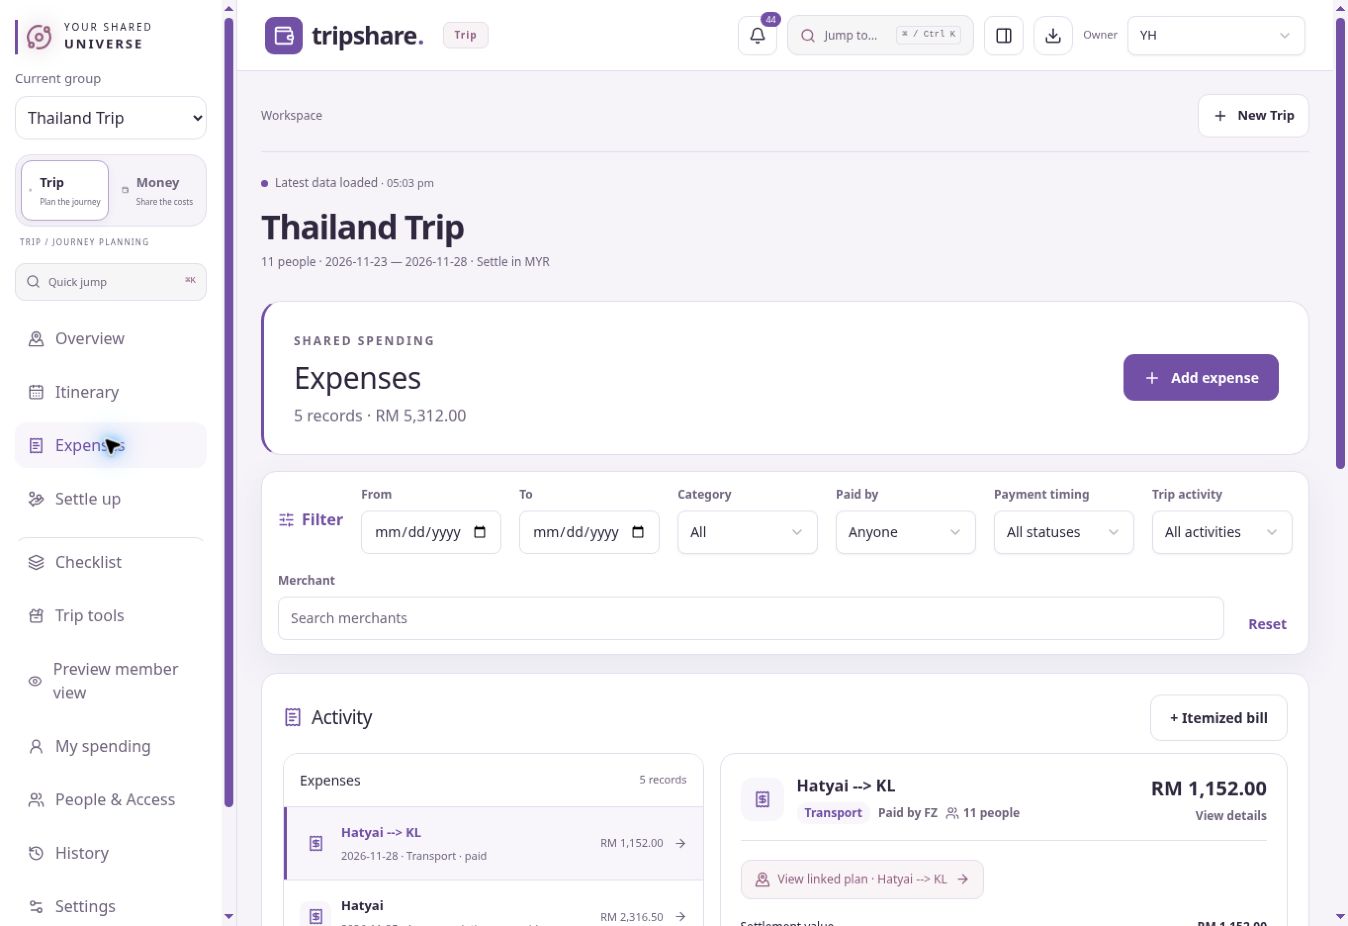 YOUR SHARED
UNIVERSE
Current group
Thailand Trip
Trip
Plan the journey
Money
Share the costs
TRIP / JOURNEY PLANNING
Quick jump
⌘K
Overview
Itinerary
Expenses
Settle up
Checklist
Trip tools
Preview member
view
My spending
People & Access
History
Settings
tripshare.
Trip
44
Jump to...
⌘ / Ctrl K
Owner
YH
Workspace
New Trip
Latest data loaded · 05:03 pm
Thailand Trip
11 people · 2026-11-23 — 2026-11-28 · Settle in MYR
SHARED SPENDING
Expenses
5 records · RM 5,312.00
Add expense
Filter
From
mm/dd/yyyy
To
mm/dd/yyyy
Category
All
Paid by
Anyone
Payment timing
All statuses
Trip activity
All activities
Merchant
Search merchants
Reset
Activity
+ Itemized bill
Expenses
5 records
Hatyai --> KL
2026-11-28 · Transport · paid
RM 1,152.00
Hatyai
RM 2,316.50
Hatyai --> KL
Transport
Paid by FZ
11 people
RM 1,152.00
View details
View linked plan · Hatyai --> KL
Settlement value
RM 1,152.00